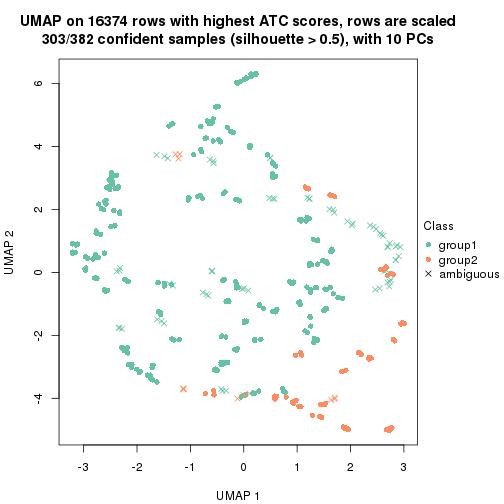 UMAP on 16374 rows with highest ATC scores, rows are scaled
303/382 confident samples (silhouette > 0.5), with 10 PCs
6
4
2
0
-2
-4
UMAP 2
-3
-2
-1
0
1
2
3
UMAP 1
Class
group1
group2
ambiguous